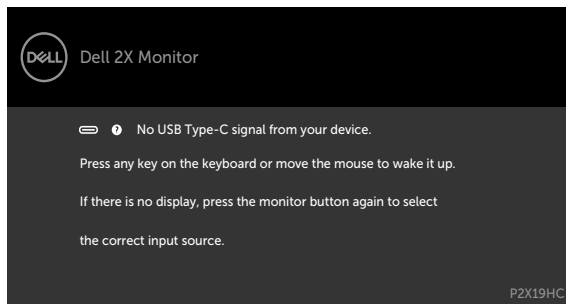 DELL
Dell 2X Monitor
? No USB Type-C signal from your device.
Press any key on the keyboard or move the mouse to wake it up.
If there is no display, press the monitor button again to select
the correct input source.
P2X19HC